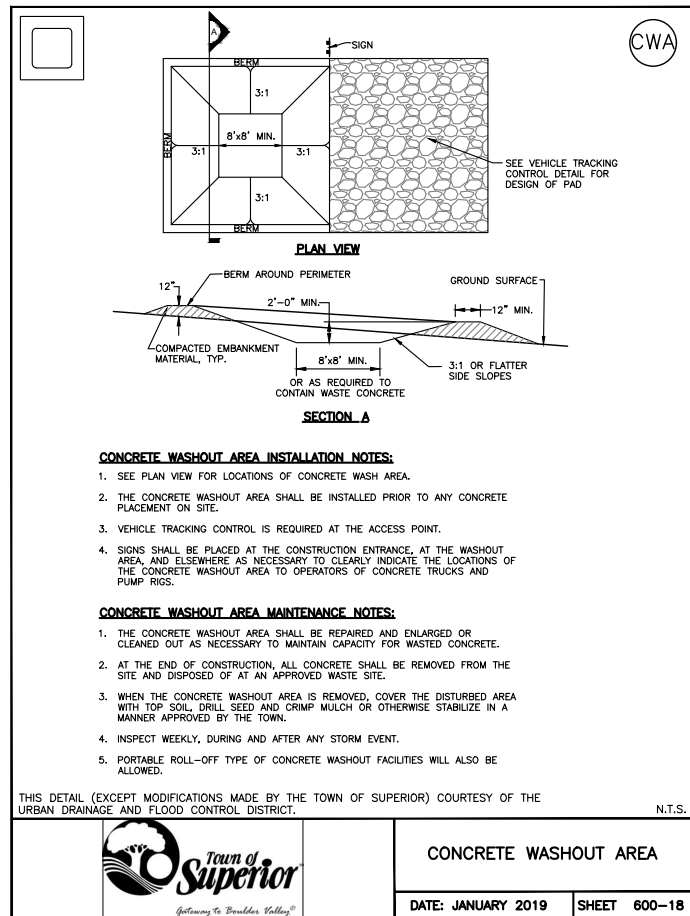 A
SIGN
CWA
BERM
3:1
BERM
3:1
8'x8' MIN.
3:1
3:1
BERM
SEE VEHICLE TRACKING
CONTROL DETAIL FOR
DESIGN OF PAD
PLAN VIEW
BERM AROUND PERIMETER
GROUND SURFACE
12"
2'-0" MIN.
12" MIN.
COMPACTED EMBANKMENT
MATERIAL, TYP.
8'x8' MIN.
3:1 OR FLATTER
SIDE SLOPES
OR AS REQUIRED TO
CONTAIN WASTE CONCRETE
SECTION A
CONCRETE WASHOUT AREA INSTALLATION NOTES:
1. SEE PLAN VIEW FOR LOCATIONS OF CONCRETE WASH AREA.
2. THE CONCRETE WASHOUT AREA SHALL BE INSTALLED PRIOR TO ANY CONCRETE
PLACEMENT ON SITE.
3. VEHICLE TRACKING CONTROL IS REQUIRED AT THE ACCESS POINT.
4. SIGNS SHALL BE PLACED AT THE CONSTRUCTION ENTRANCE, AT THE WASHOUT
AREA, AND ELSEWHERE AS NECESSARY TO CLEARLY INDICATE THE LOCATIONS OF
THE CONCRETE WASHOUT AREA TO OPERATORS OF CONCRETE TRUCKS AND
PUMP RIGS.
CONCRETE WASHOUT AREA MAINTENANCE NOTES:
1. THE CONCRETE WASHOUT AREA SHALL BE REPAIRED AND ENLARGED OR
CLEANED OUT AS NECESSARY TO MAINTAIN CAPACITY FOR WASTED CONCRETE.
2. AT THE END OF CONSTRUCTION, ALL CONCRETE SHALL BE REMOVED FROM THE
SITE AND DISPOSED OF AT AN APPROVED WASTE SITE.
3. WHEN THE CONCRETE WASHOUT AREA IS REMOVED, COVER THE DISTURBED AREA
WITH TOP SOIL, DRILL SEED AND CRIMP MULCH OR OTHERWISE STABILIZE IN A
MANNER APPROVED BY THE TOWN.
4. INSPECT WEEKLY, DURING AND AFTER ANY STORM EVENT.
5. PORTABLE ROLL-OFF TYPE OF CONCRETE WASHOUT FACILITIES WILL ALSO BE
ALLOWED.
THIS DETAIL (EXCEPT MODIFICATIONS MADE BY THE TOWN OF SUPERIOR) COURTESY OF THE
URBAN DRAINAGE AND FLOOD CONTROL DISTRICT.
N.T.S.
Town of
Superior
Gateway to Boulder Valley©
CONCRETE WASHOUT AREA
DATE: JANUARY 2019
SHEET 600-18